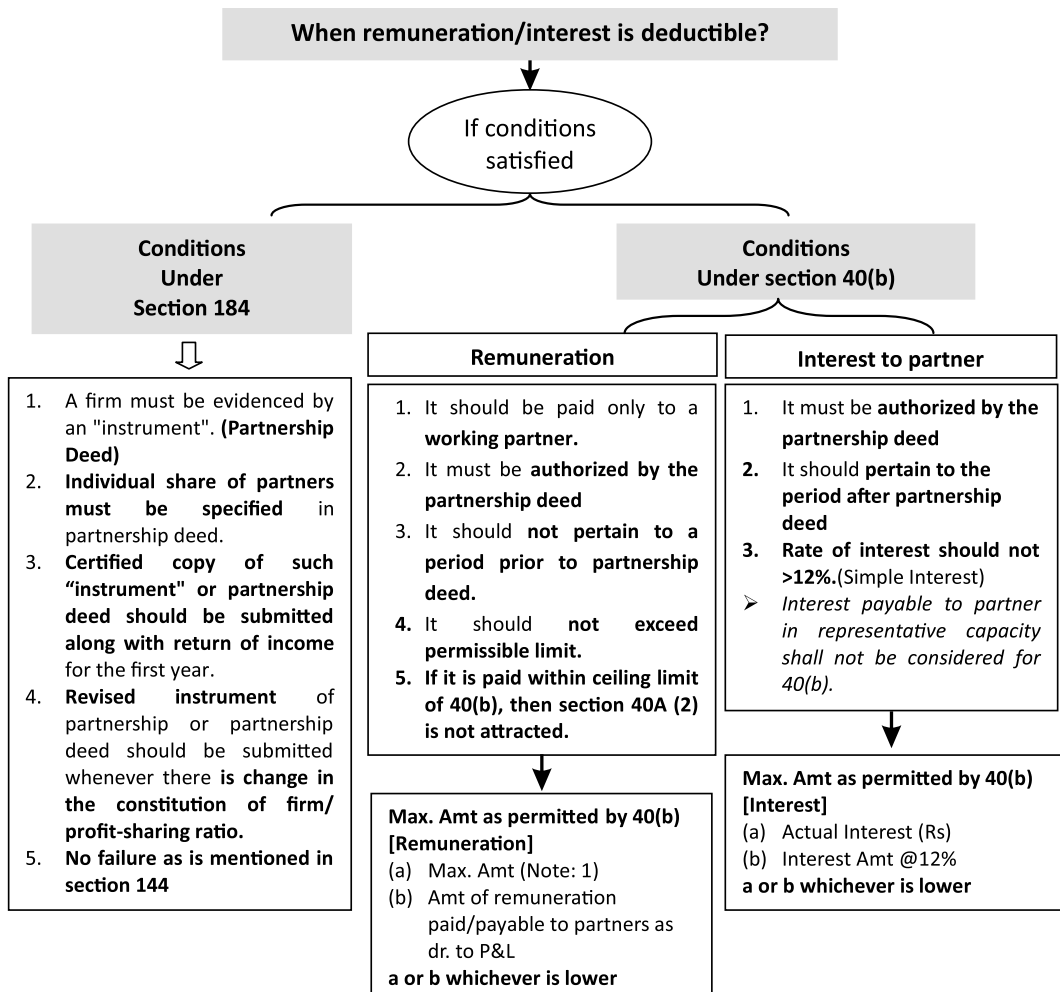 When remuneration/interest is deductible?
If conditions
satisfied
Conditions
Under
Section 184
1. A firm must be evidenced by
an "instrument". (Partnership
Deed)
2. Individual share of partners
must be specified in
partnership deed.
3. Certified copy of such
“instrument" or partnership
deed should be submitted
along with return of income
for the first year.
4. Revised instrument of
partnership or partnership
deed should be submitted
whenever there is change in
the constitution of firm/
profit-sharing ratio.
5. No failure as is mentioned in
section 144
Conditions
Under section 40(b)
Remuneration
1. It should be paid only to a
working partner.
2. It must be authorized by the
partnership deed
3. It should not pertain to a
period prior to partnership
deed.
4. It should not exceed
permissible limit.
5. If it is paid within ceiling limit
of 40(b), then section 40A (2)
is not attracted.
Max. Amt as permitted by 40(b)
[Remuneration]
(a) Max. Amt (Note: 1)
(b) Amt of remuneration
paid/payable to partners as
dr. to P&L
a or b whichever is lower
Interest to partner
1. It must be authorized by the
partnership deed
2. It should pertain to the
period after partnership
deed
3. Rate of interest should not
>12%.(Simple Interest)
➢ Interest payable to partner
in representative capacity
shall not be considered for
40(b).
Max. Amt as permitted by 40(b)
[Interest]
(a) Actual Interest (Rs)
(b) Interest Amt @12%
a or b whichever is lower